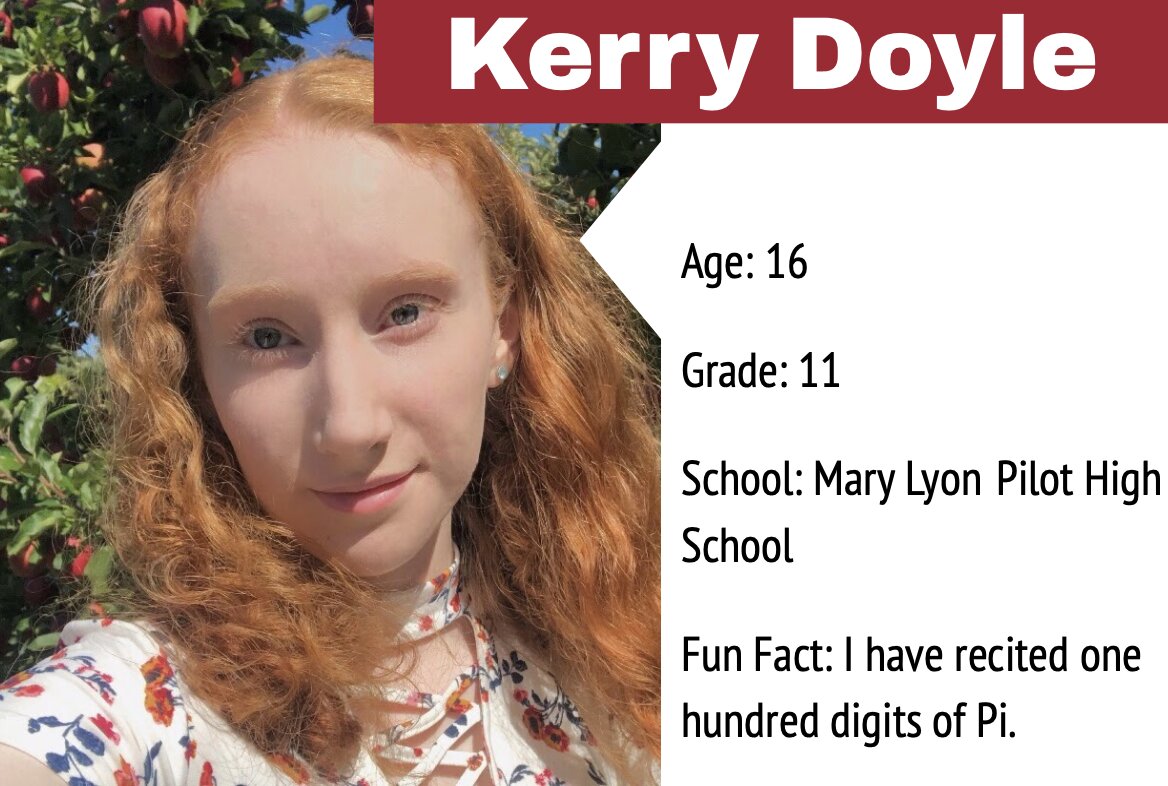 Kerry Doyle
Age: 16
Grade: 11
School: Mary Lyon Pilot High
School
Fun Fact: I have recited one
hundred digits of Pi.